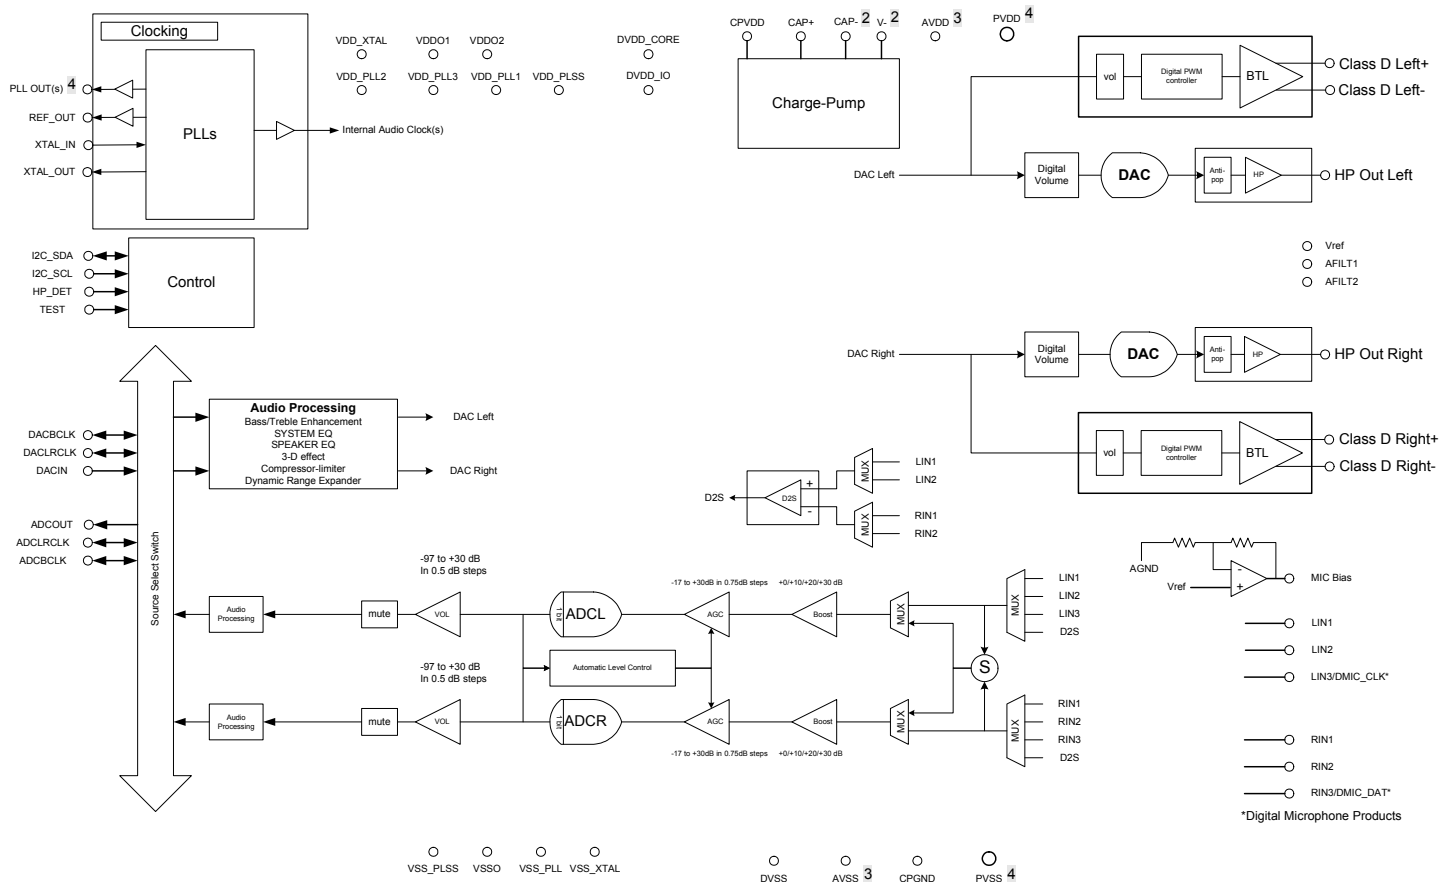 Clocking
PLL OUT(s) 4
REF_OUT
XTAL_IN
XTAL_OUT
PLLs
Internal Audio Clock(s)
VDD_XTAL
VDDO1
VDDO2
DVDD_CORE
VDD_PLL2
VDD_PLL3
VDD_PLL1
VDD_PLSS
DVDD_IO
CPVDD
CAP+
CAP- 2
V- 2
AVDD 3
PVDD 4
Charge-Pump
vol
Digital PWM
controller
BTL
Class D Left+
Class D Left-
DAC Left
Digital
Volume
DAC
Anti-
pop
HP
HP Out Left
I2C_SDA
I2C_SCL
HP_DET
TEST
Control
Vref
AFILT1
AFILT2
DAC Right
Digital
Volume
DAC
Anti-
pop
HP
HP Out Right
vol
Digital PWM
controller
BTL
Class D Right+
Class D Right-
DACBCLK
DACLRCLK
DACIN
ADCOUT
ADCLRCLK
ADCBCLK
Source Select Switch
Audio Processing
Bass/Treble Enhancement
SYSTEM EQ
SPEAKER EQ
3-D effect
Compressor-limiter
Dynamic Range Expander
DAC Left
DAC Right
D2S
D2S
+
-
MUX
LIN1
LIN2
MUX
RIN1
RIN2
AGND
Vref
-
+
MIC Bias
-97 to +30 dB
In 0.5 dB steps
-17 to +30dB in 0.75dB steps
+0/+10/+20/+30 dB
Audio
Processing
mute
VOL
1 bit
ADCL
AGC
Boost
MUX
MUX
LIN1
LIN2
LIN3
D2S
Automatic Level Control
S
-97 to +30 dB
In 0.5 dB steps
Audio
Processing
mute
VOL
1 bit
ADCR
AGC
Boost
MUX
MUX
RIN1
RIN2
RIN3
D2S
-17 to +30dB in 0.75dB steps
+0/+10/+20/+30 dB
LIN1
LIN2
LIN3/DMIC_CLK*
RIN1
RIN2
RIN3/DMIC_DAT*
*Digital Microphone Products
VSS_PLSS
VSSO
VSS_PLL
VSS_XTAL
DVSS
AVSS 3
CPGND
PVSS 4